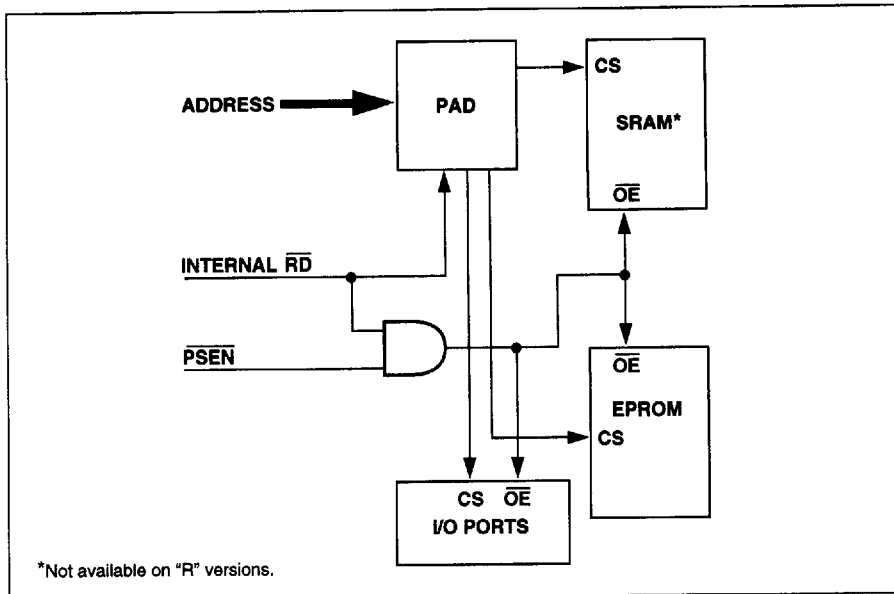 CS
ADDRESS
PAD
SRAM*
OE
INTERNAL RD
PSEN
OE
EPROM
CS
CS OE
I/O PORTS
*Not available on "R" versions.